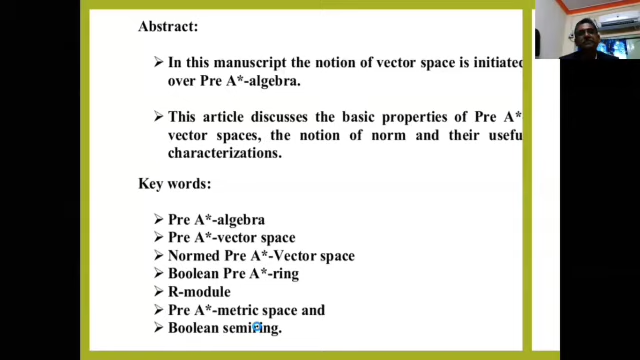 Abstract:
➢ In this manuscript the notion of vector space is initiated
over Pre A*-algebra.
➢ This article discusses the basic properties of Pre A*
vector spaces, the notion of norm and their useful
characterizations.
Key words:
➢ Pre A*-algebra
➢ Pre A*-vector space
➢ Normed Pre A*-Vector space
➢ Boolean Pre A*-ring
➢ R-module
➢ Pre A*-metric space and
➢ Boolean semiring.